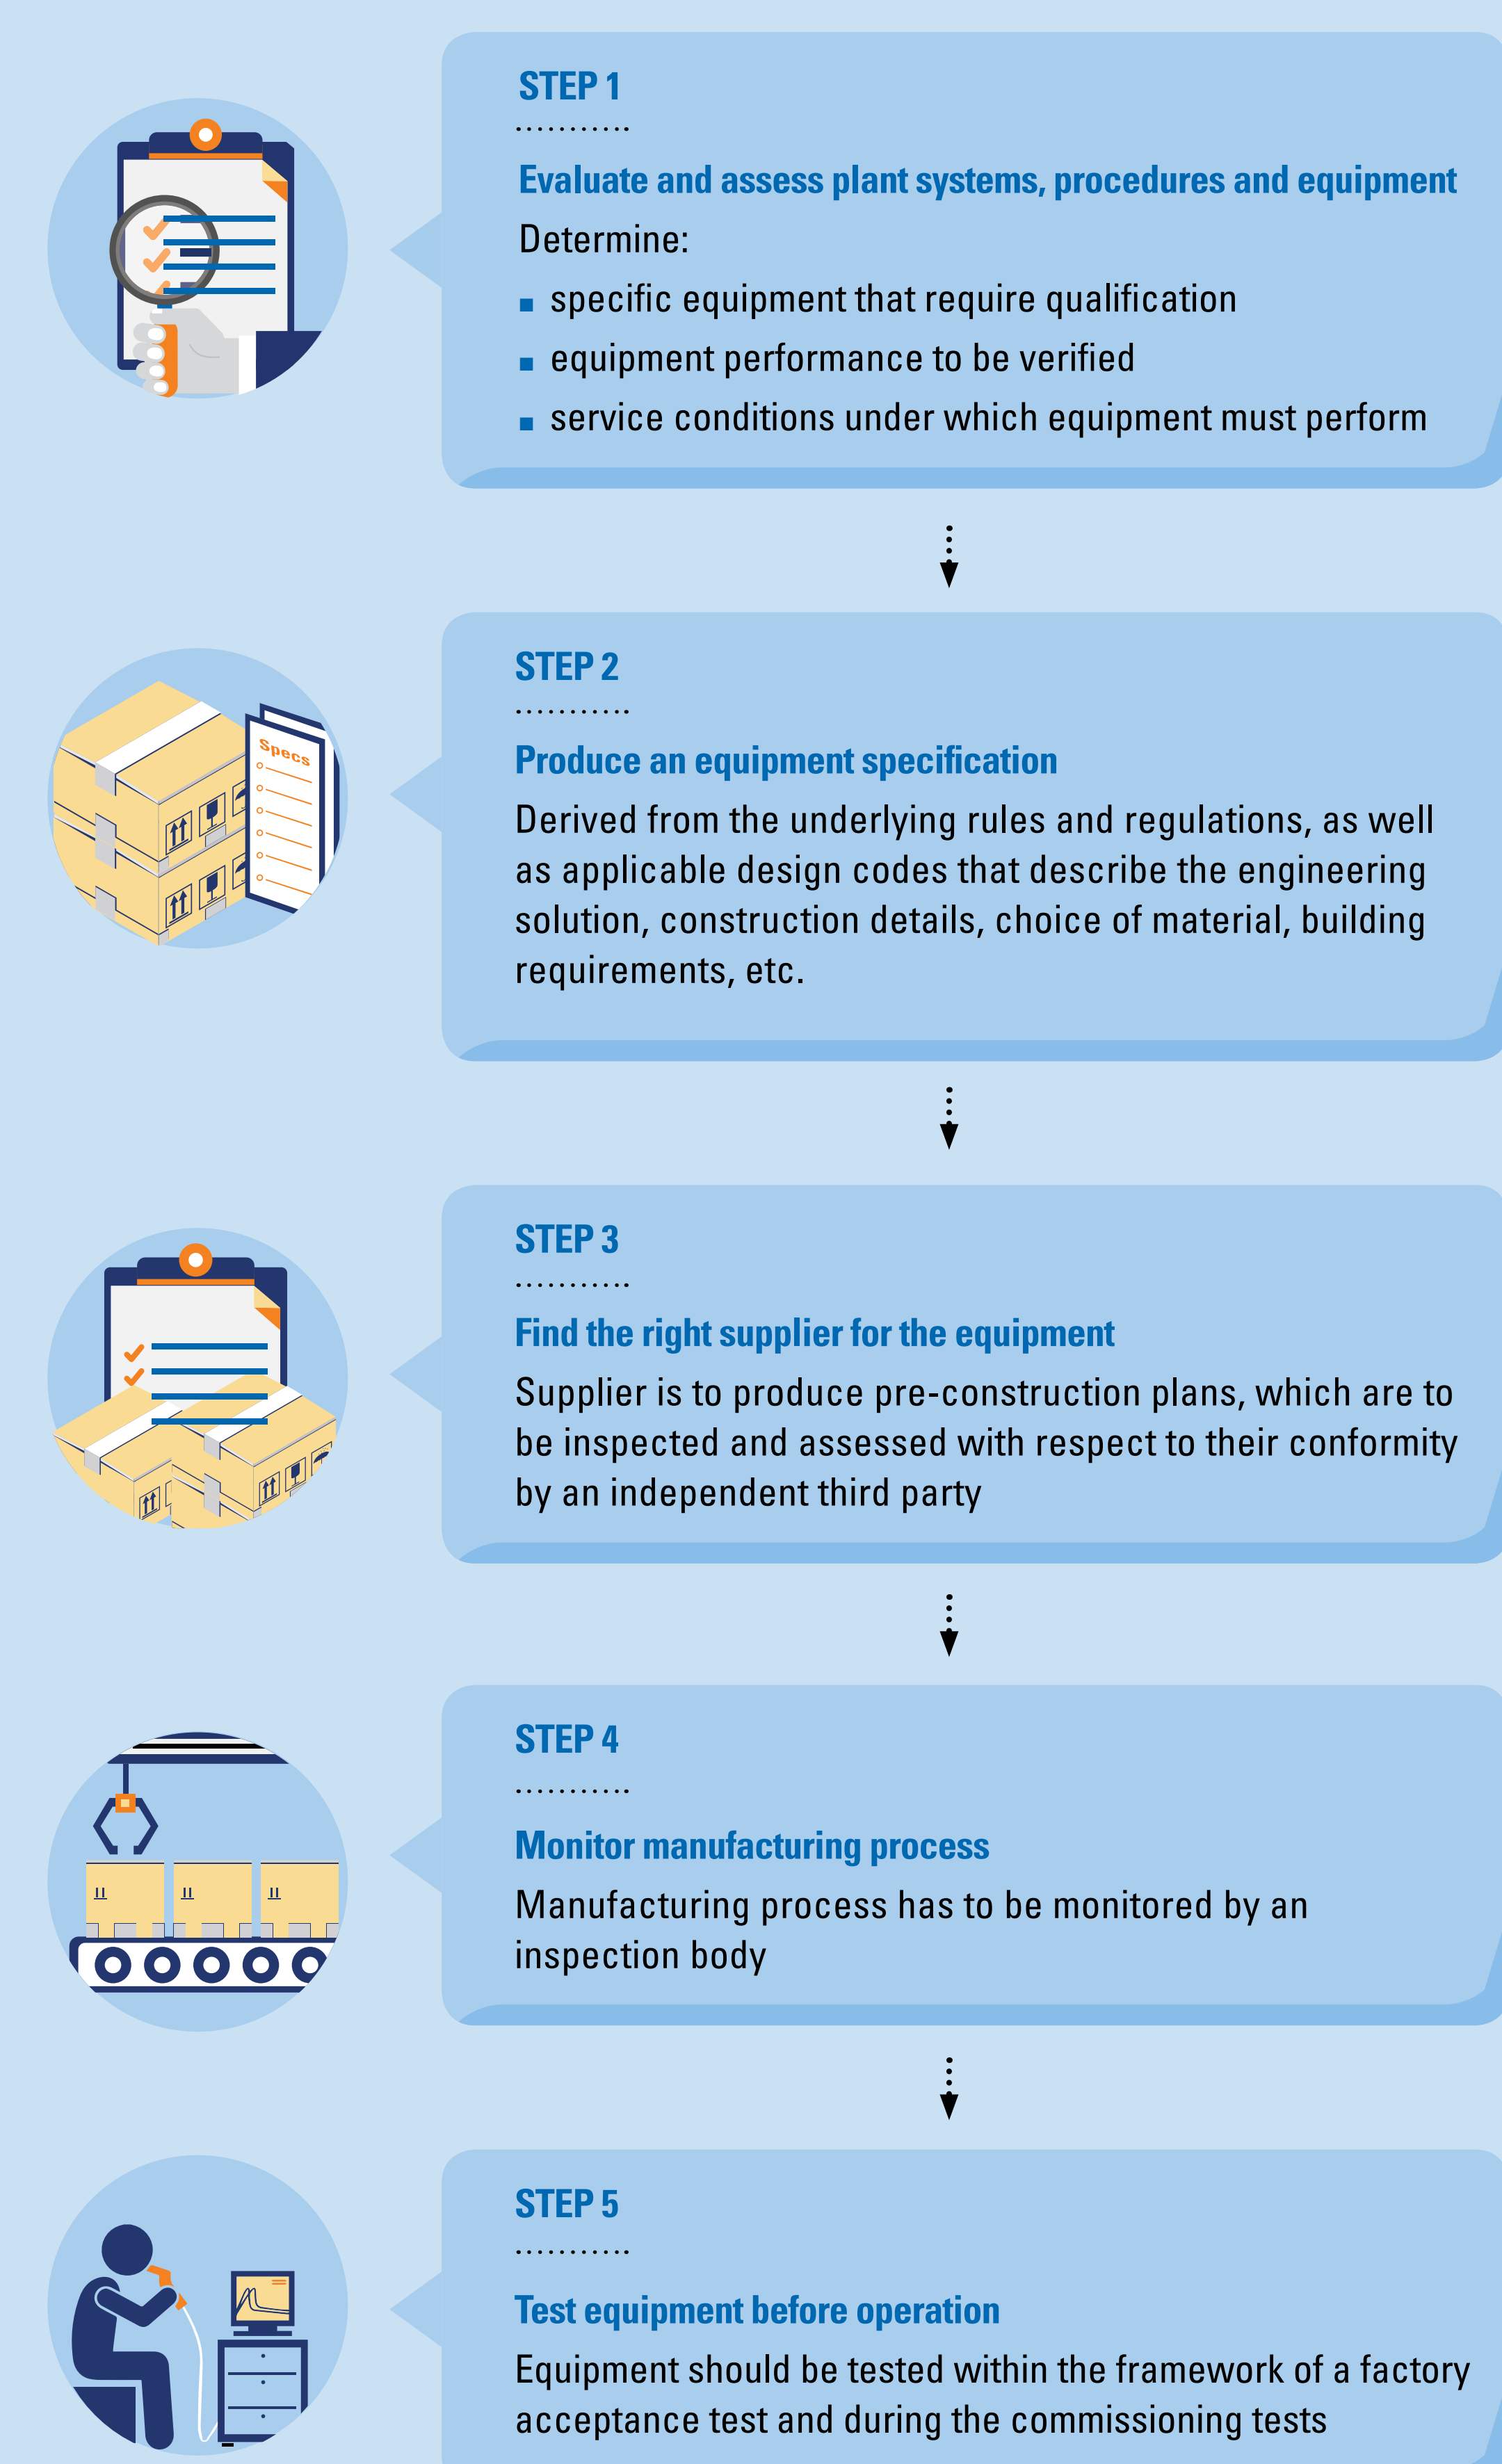 STEP 1
Evaluate and assess plant systems, procedures and equipment
Determine:
▪ specific equipment that require qualification
▪ equipment performance to be verified
▪ service conditions under which equipment must perform
STEP 2
Specs
Produce an equipment specification
Derived from the underlying rules and regulations, as well
as applicable design codes that describe the engineering
solution, construction details, choice of material, building
requirements, etc.
STEP 3
Find the right supplier for the equipment
Supplier is to produce pre-construction plans, which are to
be inspected and assessed with respect to their conformity
by an independent third party
STEP 4
Monitor manufacturing process
Manufacturing process has to be monitored by an
inspection body
STEP 5
Test equipment before operation
Equipment should be tested within the framework of a factory
acceptance test and during the commissioning tests